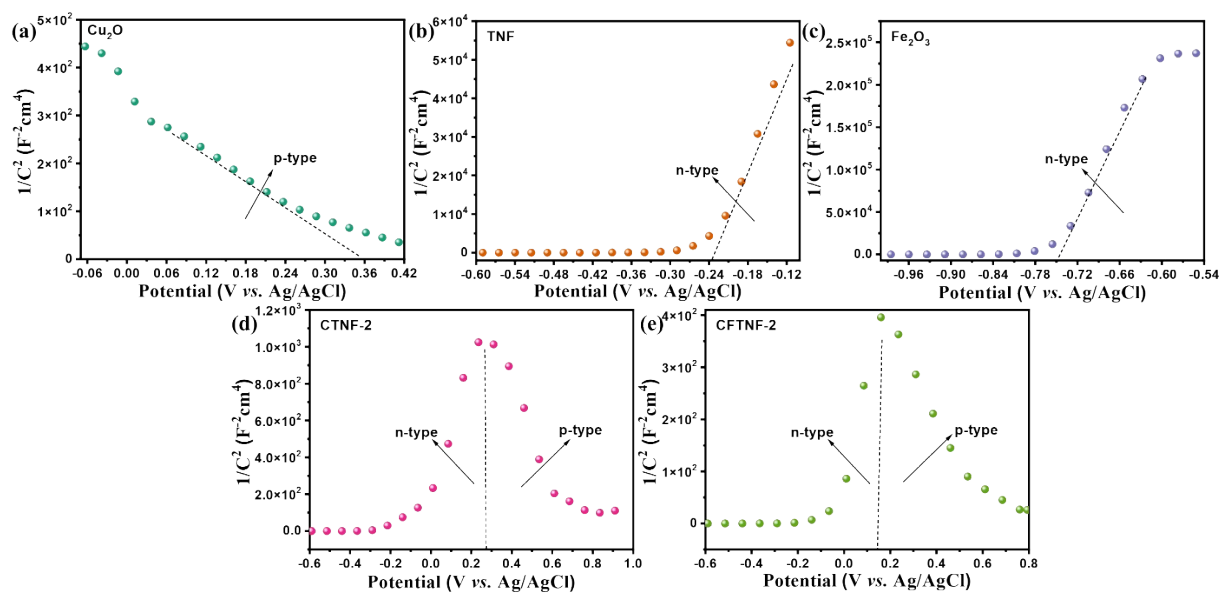 (a)
Cu₂O
5×10²
4×10²
3×10²
2×10²
1×10²
0
1/C² (F⁻²cm⁴)
p-type
-0.06 0.00 0.06 0.12 0.18 0.24 0.30 0.36 0.42
Potential (V vs. Ag/AgCl)
(b)
TNF
6×10⁴
5×10⁴
4×10⁴
3×10⁴
2×10⁴
1×10⁴
0
1/C² (F⁻²cm⁴)
n-type
-0.60 -0.54 -0.48 -0.42 -0.36 -0.30 -0.24 -0.18 -0.12
Potential (V vs. Ag/AgCl)
(c)
Fe₂O₃
2.5×10⁵
2.0×10⁵
1.5×10⁵
1.0×10⁵
5.0×10⁴
0.0
1/C² (F⁻²cm⁴)
n-type
-0.96 -0.90 -0.84 -0.78 -0.72 -0.66 -0.60 -0.54
Potential (V vs. Ag/AgCl)
(d)
CTNF-2
1.2×10³
1.0×10³
8.0×10²
6.0×10²
4.0×10²
2.0×10²
0.0
1/C² (F⁻²cm⁴)
n-type
p-type
-0.6 -0.4 -0.2 0.0 0.2 0.4 0.6 0.8 1.0
Potential (V vs. Ag/AgCl)
(e)
CFTNF-2
4×10²
3×10²
2×10²
1×10²
0
1/C² (F⁻²cm⁴)
n-type
p-type
-0.6 -0.4 -0.2 0.0 0.2 0.4 0.6 0.8
Potential (V vs. Ag/AgCl)